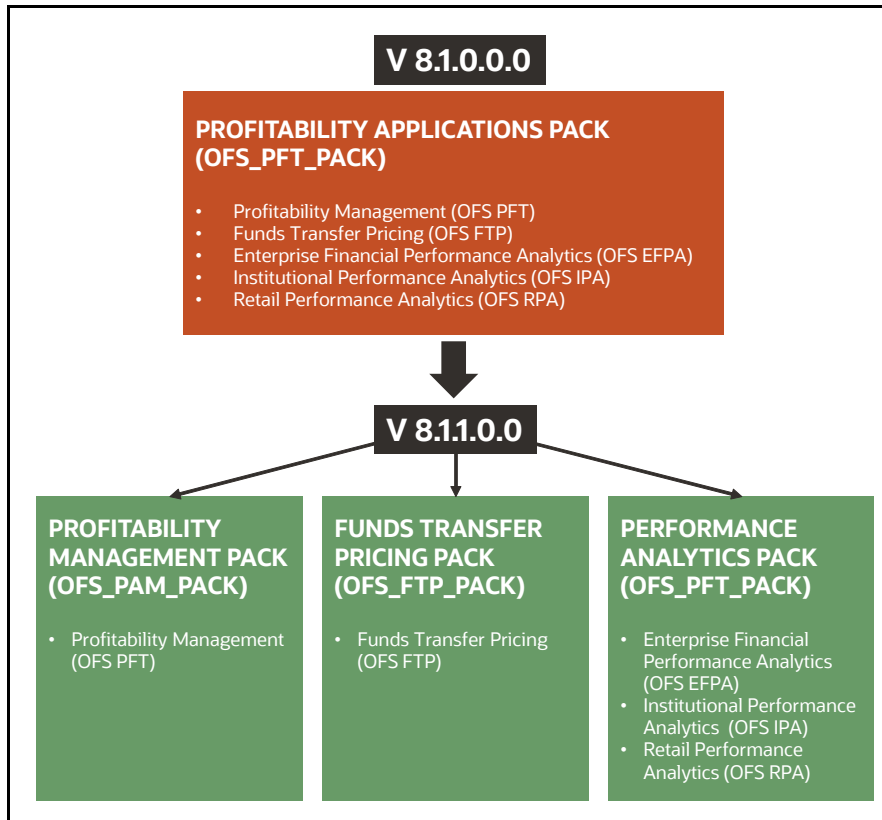 V 8.1.0.0.0
PROFITABILITY APPLICATIONS PACK
(OFS_PFT_PACK)
• Profitability Management (OFS PFT)
• Funds Transfer Pricing (OFS FTP)
• Enterprise Financial Performance Analytics (OFS EFPA)
• Institutional Performance Analytics (OFS IPA)
• Retail Performance Analytics (OFS RPA)
V 8.1.1.0.0
PROFITABILITY
MANAGEMENT PACK
(OFS_PAM_PACK)
• Profitability Management
(OFS PFT)
FUNDS TRANSFER
PRICING PACK
(OFS_FTP_PACK)
• Funds Transfer Pricing
(OFS FTP)
PERFORMANCE
ANALYTICS PACK
(OFS_PFT_PACK)
• Enterprise Financial
Performance Analytics
(OFS EFPA)
• Institutional Performance
Analytics (OFS IPA)
• Retail Performance
Analytics (OFS RPA)